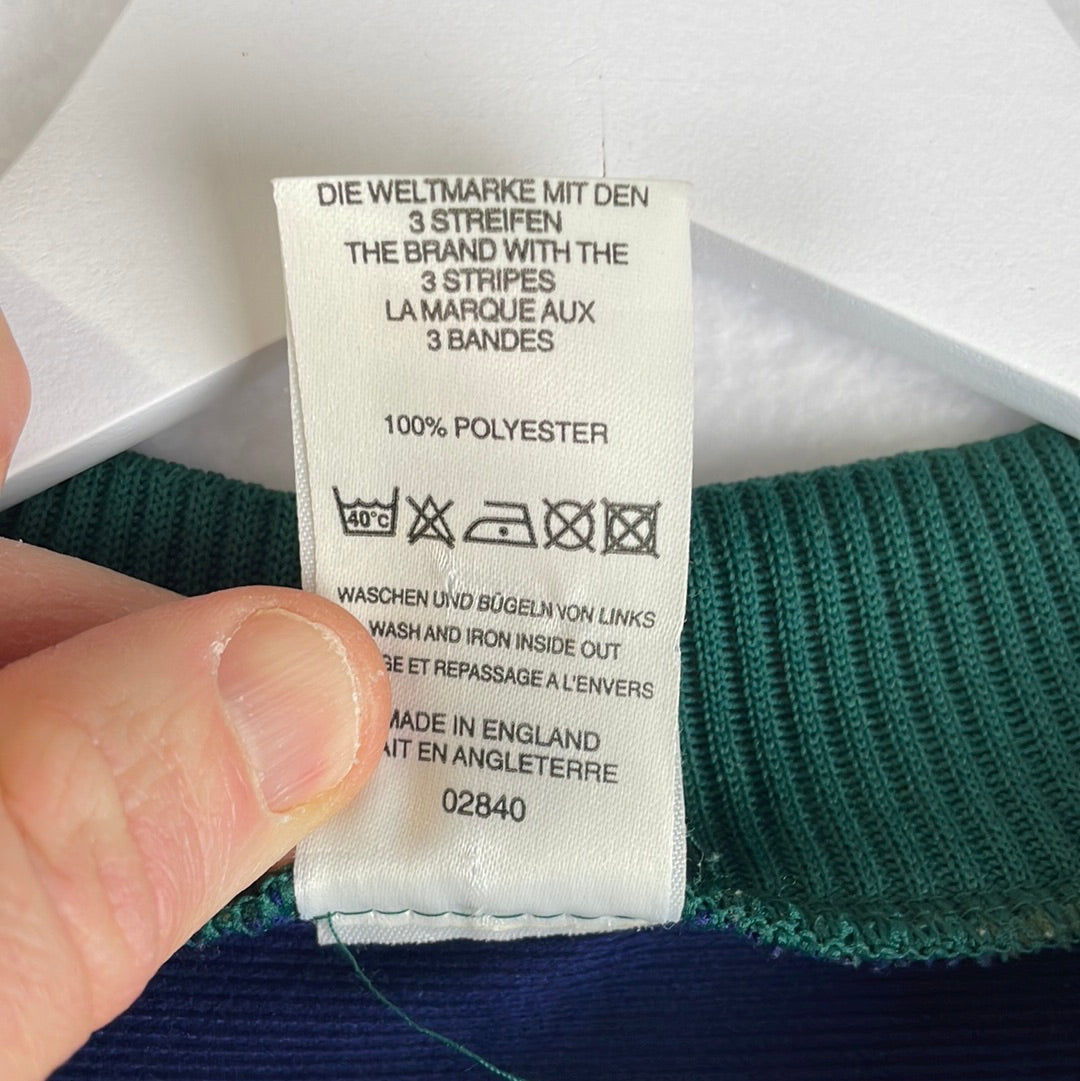 DIE WELTMARKE MIT DEN
3 STREIFEN
THE BRAND WITH THE
3 STRIPES
LA MARQUE AUX
3 BANDES
100% POLYESTER
40°C
WASCHEN UND BÜGELN VON LINKS
WASH AND IRON INSIDE OUT
ET REPASSAGE A L'ENVERS
MADE IN ENGLAND
EN ANGLETERRE
02840